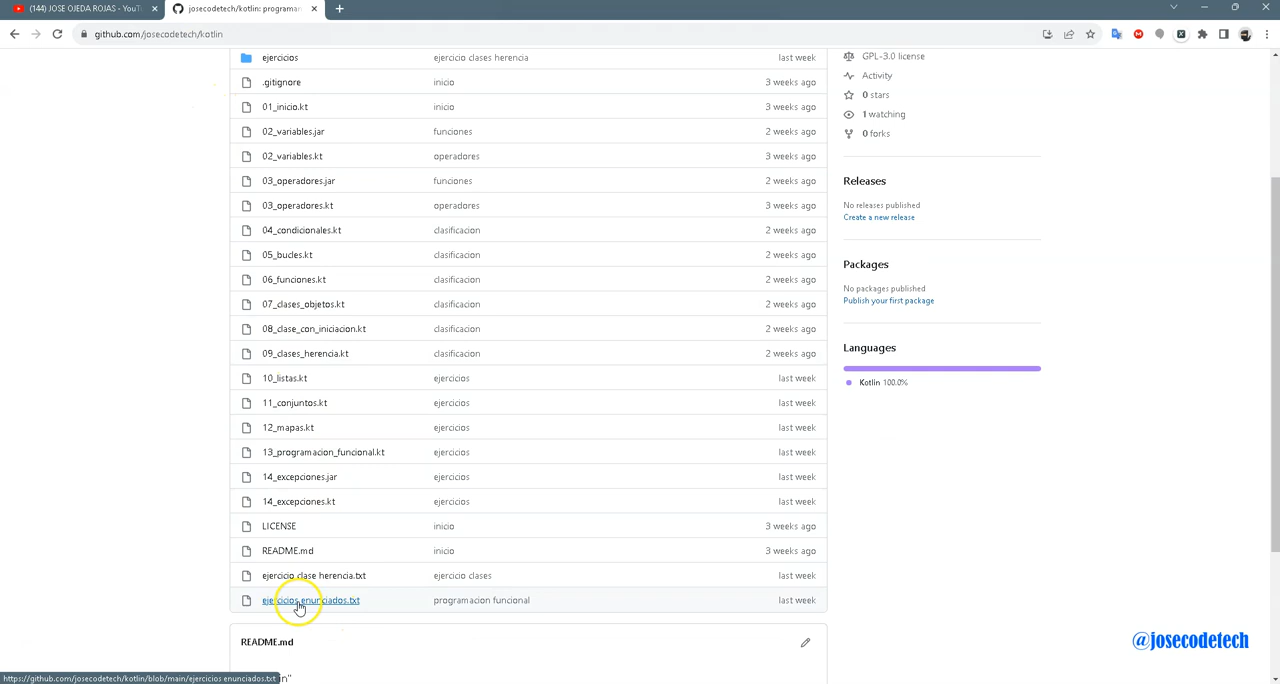 (144) JOSE OJEDA ROJAS - YouTu
josecodetech/kotlin: programan
github.com/josecodetech/kotlin
ejercicios ejercicio clases herencia last week
.gitignore inicio 3 weeks ago
01_inicio.kt inicio 3 weeks ago
02_variables.jar funciones 2 weeks ago
02_variables.kt operadores 3 weeks ago
03_operadores.jar funciones 2 weeks ago
03_operadores.kt operadores 3 weeks ago
04_condicionales.kt clasificacion 2 weeks ago
05_bucles.kt clasificacion 2 weeks ago
06_funciones.kt clasificacion 2 weeks ago
07_clases_objetos.kt clasificacion 2 weeks ago
08_clase_con_iniciacion.kt clasificacion 2 weeks ago
09_clases_herencia.kt clasificacion 2 weeks ago
10_listas.kt ejercicios last week
11_conjuntos.kt ejercicios last week
12_mapas.kt ejercicios last week
13_programacion_funcional.kt ejercicios last week
14_excepciones.jar ejercicios last week
14_excepciones.kt ejercicios last week
LICENSE inicio 3 weeks ago
README.md inicio 3 weeks ago
ejercicio clase herencia.txt ejercicio clases last week
ejercicios enunciados.txt programacion funcional last week
README.md
in"
GPL-3.0 license
Activity
0 stars
1 watching
0 forks
Releases
No releases published
Create a new release
Packages
No packages published
Publish your first package
Languages
Kotlin 100.0%
@josecodetech
https://github.com/josecodetech/kotlin/blob/main/ejercicios enunciados.txt